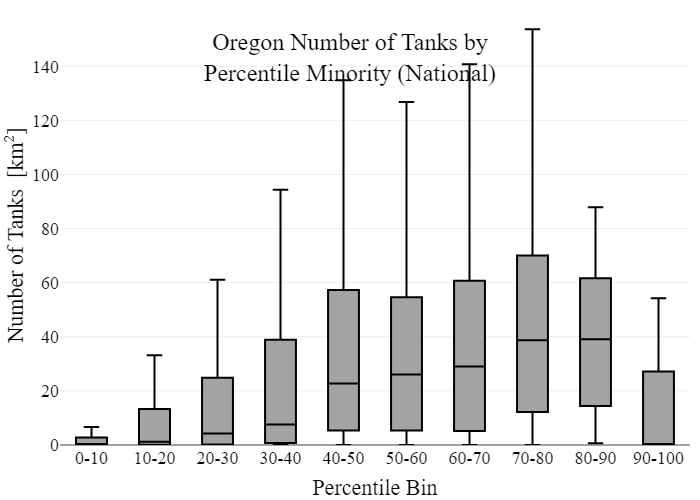 Oregon Number of Tanks by
Percentile Minority (National)
Number of Tanks [km²]
140
120
100
80
60
40
20
0
0-10 10-20 20-30 30-40 40-50 50-60 60-70 70-80 80-90 90-100
Percentile Bin